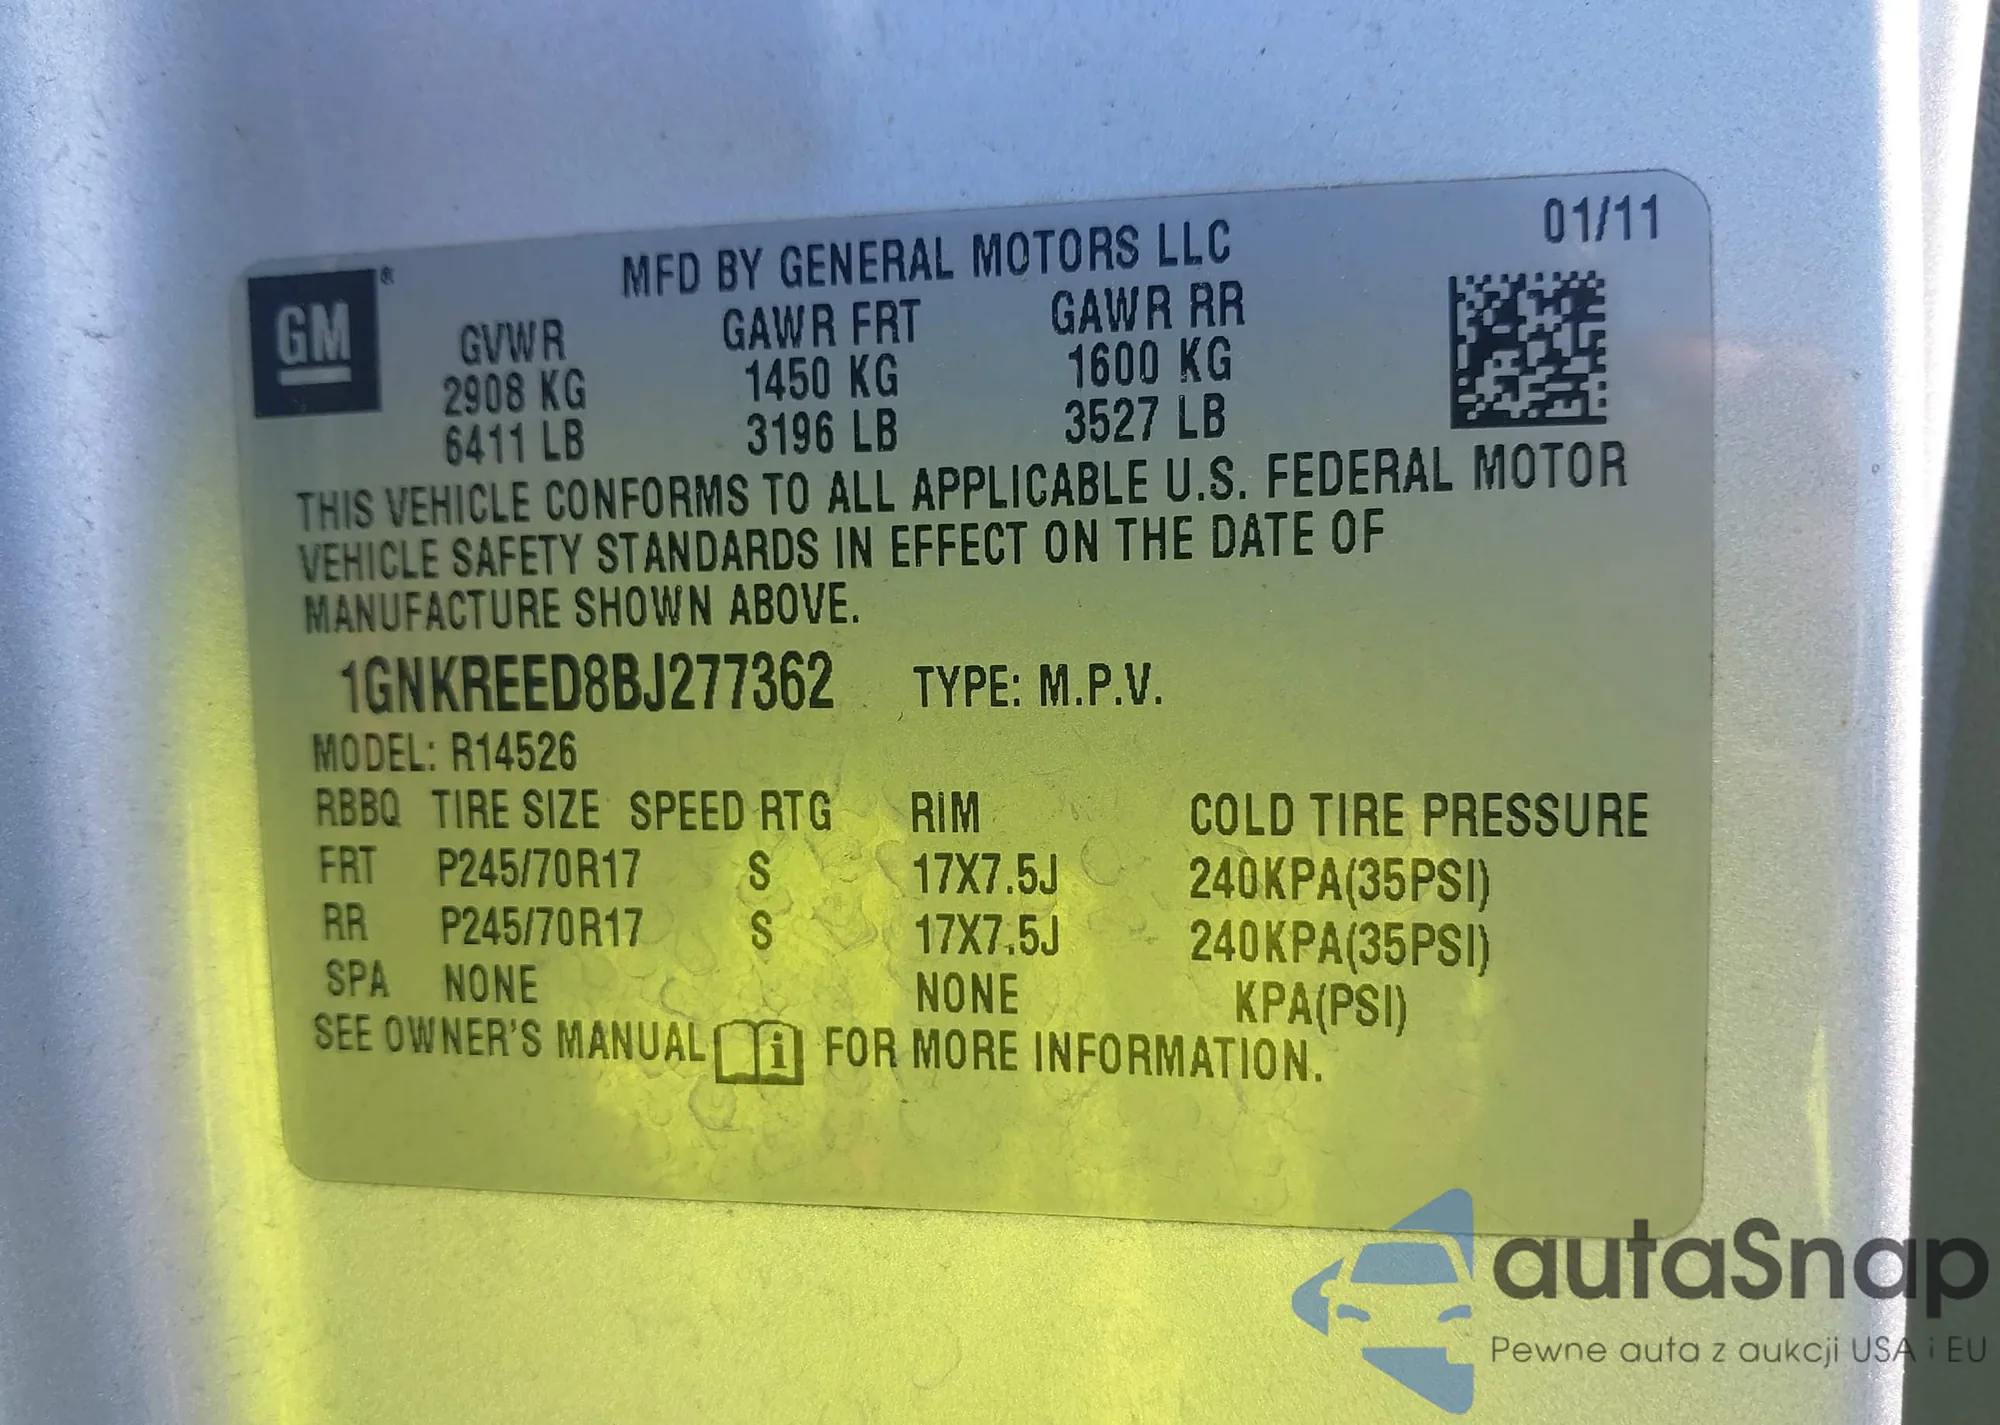 MFD BY GENERAL MOTORS LLC 01/11
GM ®
GVWR GAWR FRT GAWR RR
2908 KG 1450 KG 1600 KG
6411 LB 3196 LB 3527 LB
THIS VEHICLE CONFORMS TO ALL APPLICABLE U.S. FEDERAL MOTOR
VEHICLE SAFETY STANDARDS IN EFFECT ON THE DATE OF
MANUFACTURE SHOWN ABOVE.
1GNKREED8BJ277362 TYPE: M.P.V.
MODEL: R14526
RBBQ TIRE SIZE SPEED RTG RIM COLD TIRE PRESSURE
FRT P245/70R17 S 17X7.5J 240KPA(35PSI)
RR P245/70R17 S 17X7.5J 240KPA(35PSI)
SPA NONE NONE KPA(PSI)
SEE OWNER'S MANUAL i FOR MORE INFORMATION.
autaSnap
Pewne auta z aukcji USA i EU